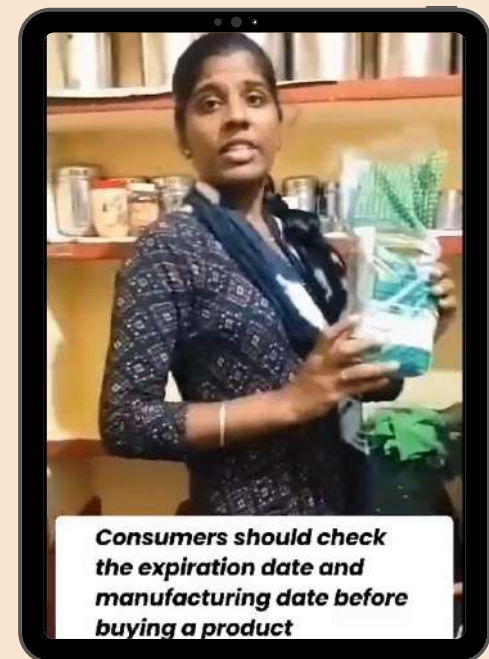 Consumers should check
the expiration date and
manufacturing date before
buying a product